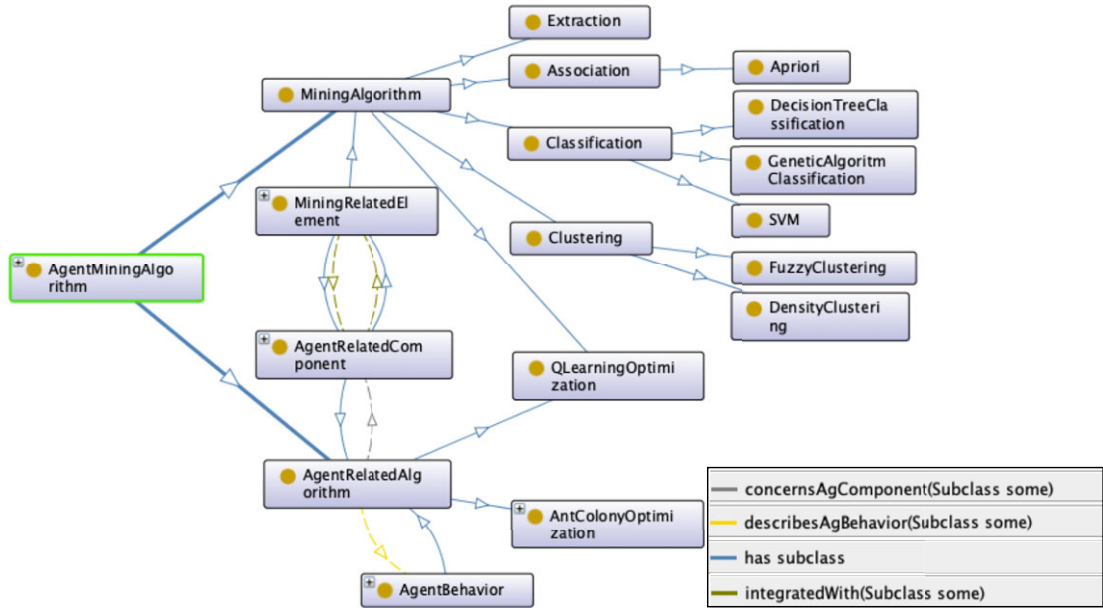 Extraction
Association
Apriori
MiningAlgorithm
DecisionTreeCla
ssification
Classification
GeneticAlgoritm
Classification
MiningRelatedEl
ement
SVM
Clustering
AgentMiningAlgo
rithm
FuzzyClustering
DensityClusteri
ng
AgentRelatedCom
ponent
QLearningOptimi
zation
AgentRelatedAlg
orithm
AntColonyOptimi
zation
AgentBehavior
concernsAgComponent(Subclass some)
describesAgBehavior(Subclass some)
has subclass
integratedWith(Subclass some)